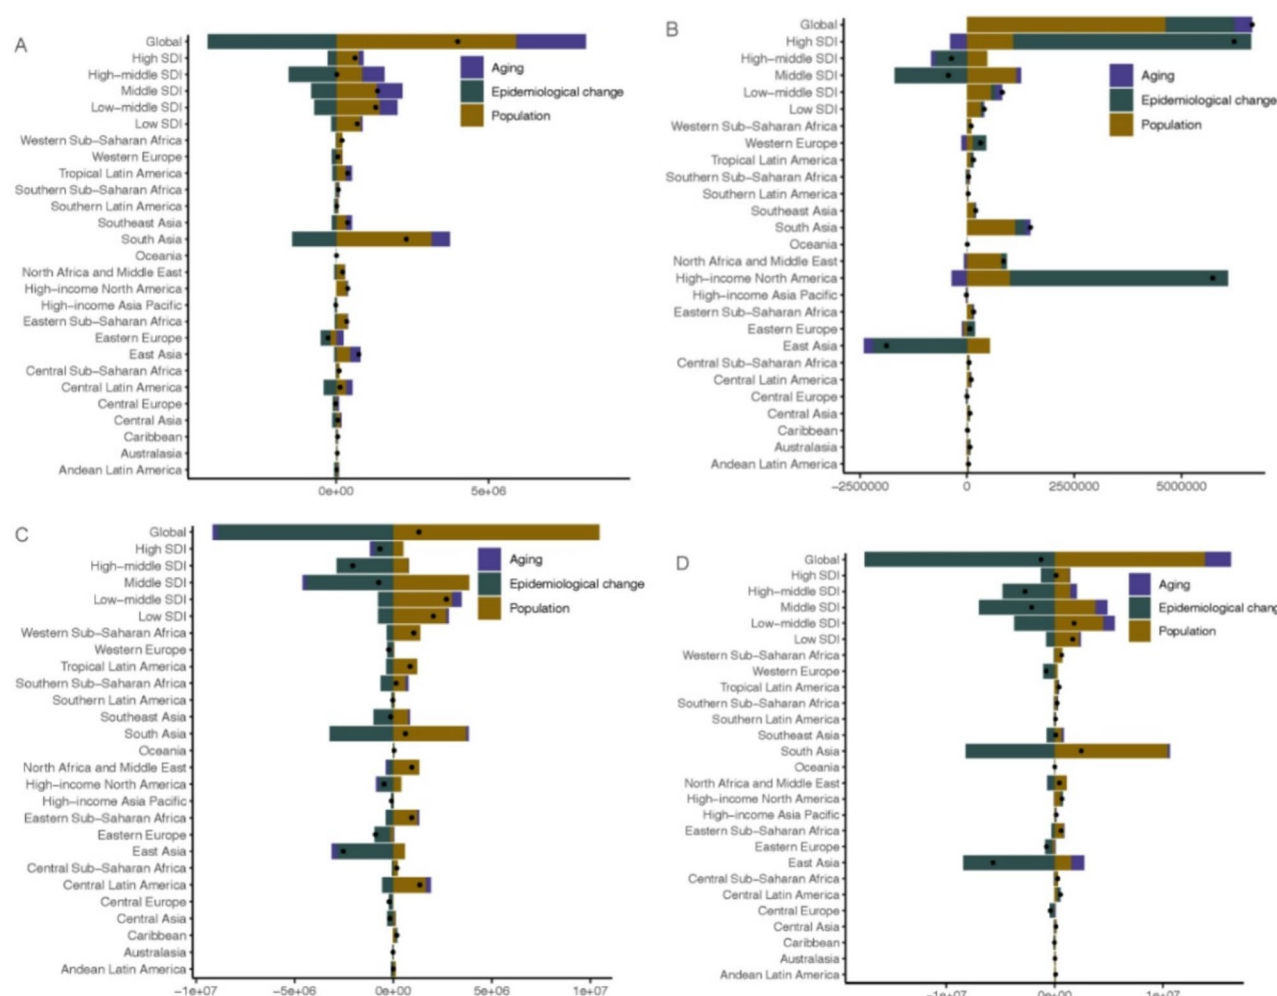 A
Global
High SDI
High-middle SDI
Middle SDI
Low-middle SDI
Low SDI
Western Sub-Saharan Africa
Western Europe
Tropical Latin America
Southern Sub-Saharan Africa
Southern Latin America
Southeast Asia
South Asia
Oceania
North Africa and Middle East
High-income North America
High-income Asia Pacific
Eastern Sub-Saharan Africa
Eastern Europe
East Asia
Central Sub-Saharan Africa
Central Latin America
Central Europe
Central Asia
Caribbean
Australasia
Andean Latin America
0e+00 5e+06
Aging
Epidemiological change
Population
B
Global
High SDI
High-middle SDI
Middle SDI
Low-middle SDI
Low SDI
Western Sub-Saharan Africa
Western Europe
Tropical Latin America
Southern Sub-Saharan Africa
Southern Latin America
Southeast Asia
South Asia
Oceania
North Africa and Middle East
High-income North America
High-income Asia Pacific
Eastern Sub-Saharan Africa
Eastern Europe
East Asia
Central Sub-Saharan Africa
Central Latin America
Central Europe
Central Asia
Caribbean
Australasia
Andean Latin America
-2500000 0 2500000 5000000
Aging
Epidemiological change
Population
C
Global
High SDI
High-middle SDI
Middle SDI
Low-middle SDI
Low SDI
Western Sub-Saharan Africa
Western Europe
Tropical Latin America
Southern Sub-Saharan Africa
Southern Latin America
Southeast Asia
South Asia
Oceania
North Africa and Middle East
High-income North America
High-income Asia Pacific
Eastern Sub-Saharan Africa
Eastern Europe
East Asia
Central Sub-Saharan Africa
Central Latin America
Central Europe
Central Asia
Caribbean
Australasia
Andean Latin America
-1e+07 -5e+06 0e+00 5e+06 1e+07
Aging
Epidemiological change
Population
D
Global
High SDI
High-middle SDI
Middle SDI
Low-middle SDI
Low SDI
Western Sub-Saharan Africa
Western Europe
Tropical Latin America
Southern Sub-Saharan Africa
Southern Latin America
Southeast Asia
South Asia
Oceania
North Africa and Middle East
High-income North America
High-income Asia Pacific
Eastern Sub-Saharan Africa
Eastern Europe
East Asia
Central Sub-Saharan Africa
Central Latin America
Central Europe
Central Asia
Caribbean
Australasia
Andean Latin America
-1e+07 0e+00 1e+07
Aging
Epidemiological chang
Population